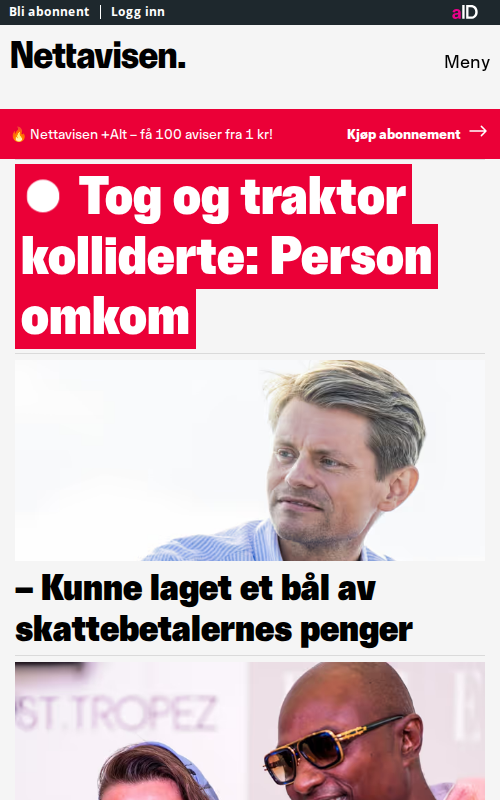 Bli abonnent | Logg inn
aID
Nettavisen.
Meny
🔥 Nettavisen +Alt – få 100 aviser fra 1 kr!
Kjøp abonnement →
Tog og traktor
kolliderte: Person
omkom
– Kunne laget et bål av
skattebetalernes penger
ST.TROPEZ